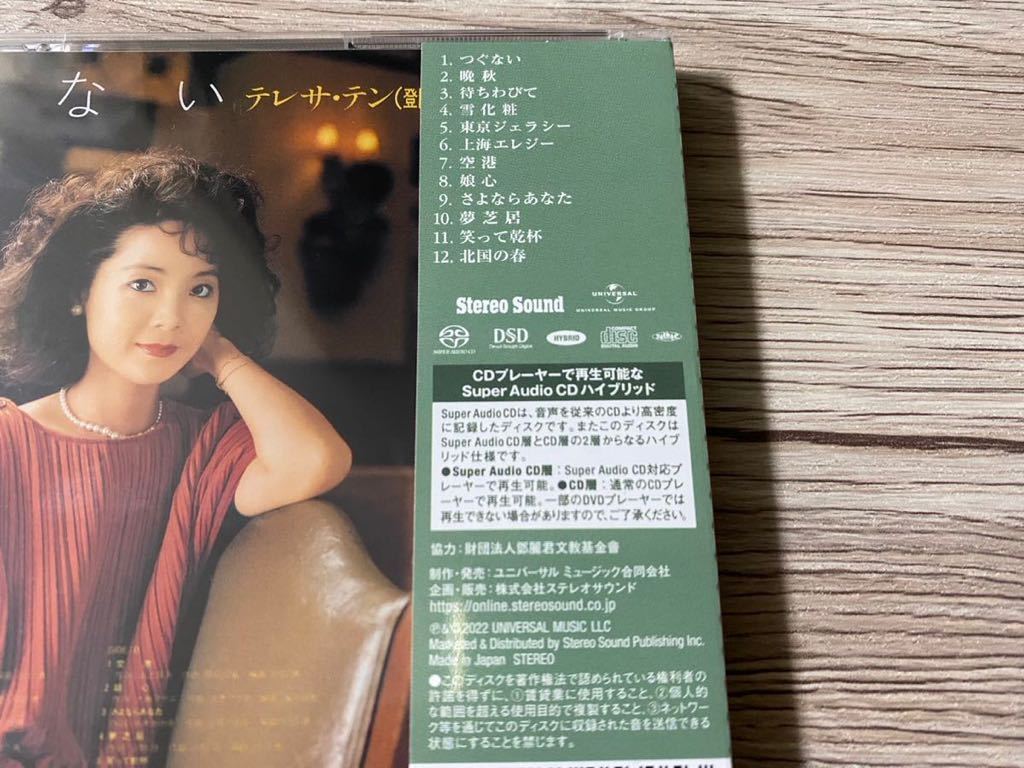 ない テレサ・テン(
1. つぐない
2. 晩 秋
3. 待ちわびて
4. 雪 化 粧
5. 東京ジェラシー
6. 上海エレジー
7. 空 港
8. 娘 心
9. さよならあなた
10. 夢 芝 居
11. 笑って乾杯
12. 北国の春
Stereo Sound
UNIVERSAL
UNIVERSAL MUSIC GROUP
SUPER AUDIO CD
DSD
Direct Stream Digital
HYBRID
COMPACT
disc
DIGITAL AUDIO
CDプレーヤーで再生可能な
Super Audio CD ハイブリッド
Super Audio CDは、音声を従来のCDより高密度
に記録したディスクです。またこのディスクは
Super Audio CD層とCD層の2層からなるハイブ
リッド仕様です。
●Super Audio CD層：Super Audio CD対応プ
レーヤーで再生可能。●CD層：通常のCDプレ
ーヤーで再生可能。一部のDVDプレーヤーでは
再生できない場合がありますので、ご了承ください。
協力：財団法人鄧麗君文教基金會
制作・発売：ユニバーサル ミュージック合同会社
企画・販売：株式会社ステレオサウンド
https://online.stereosound.co.jp
℗&©2022 UNIVERSAL MUSIC LLC
Marketed & Distributed by Stereo Sound Publishing Inc.
Made in Japan STEREO
●このディスクを著作権法で認められている権利者の
許諾を得ずに、①賃貸業に使用すること、②個人的
な範囲を超える使用目的で複製すること、③ネットワー
ク等を通じてこのディスクに収録された音を送信できる
状態にすることを禁じます。